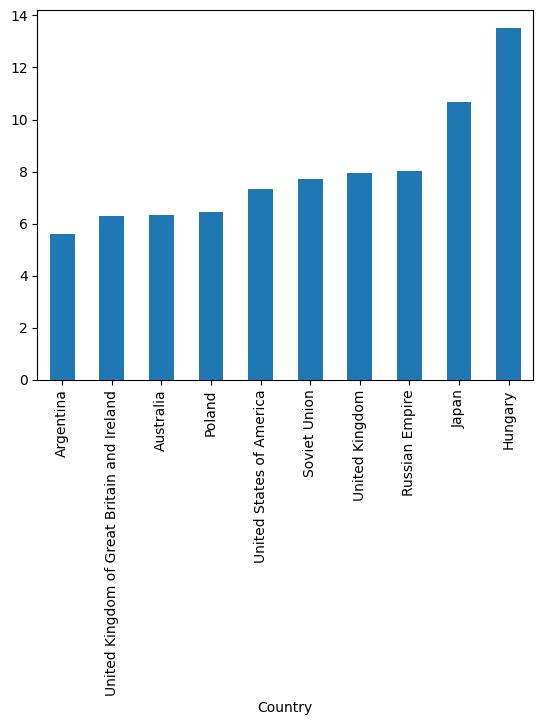 14
12
10
8
6
4
2
0
Argentina
United Kingdom of Great Britain and Ireland
Australia
Poland
United States of America
Soviet Union
United Kingdom
Russian Empire
Japan
Hungary
Country